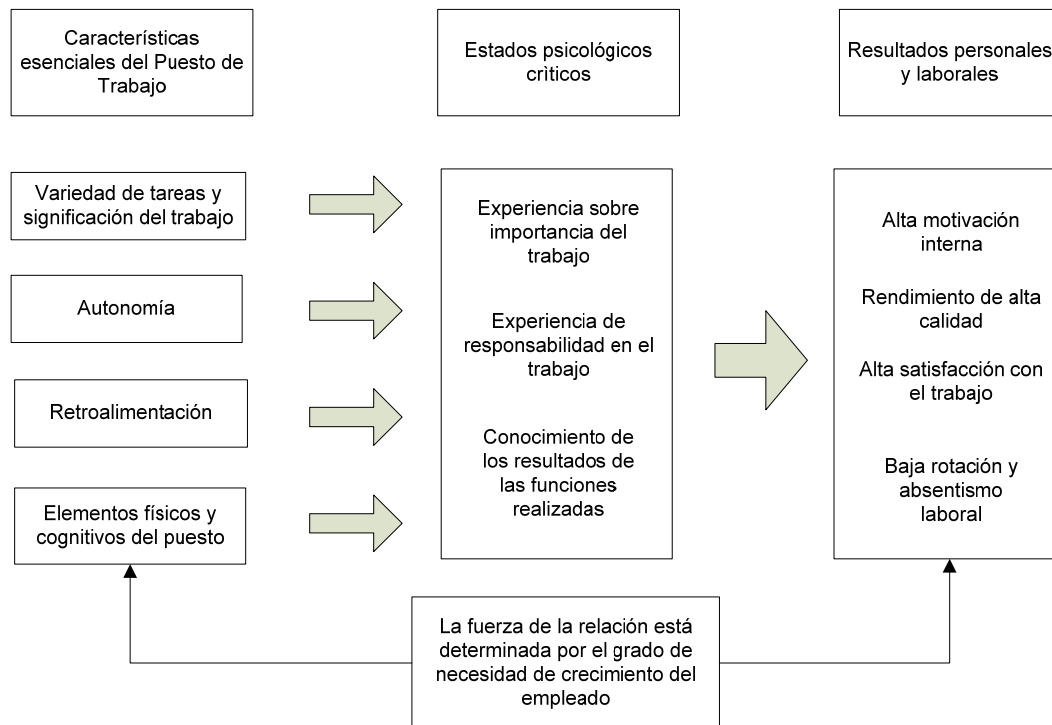 Características
esenciales del Puesto de
Trabajo
Estados psicológicos
crìticos
Resultados personales
y laborales
Variedad de tareas y
significación del trabajo
Autonomía
Retroalimentación
Elementos físicos y
cognitivos del puesto
Experiencia sobre
importancia del
trabajo
Experiencia de
responsabilidad en el
trabajo
Conocimiento de
los resultados de
las funciones
realizadas
Alta motivación
interna
Rendimiento de alta
calidad
Alta satisfacción con
el trabajo
Baja rotación y
absentismo
laboral
La fuerza de la relación está
determinada por el grado de
necesidad de crecimiento del
empleado